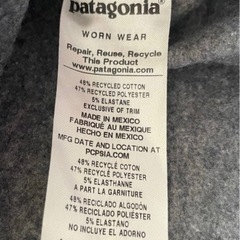 patagonia®
WORN WEAR
Repair, Reuse, Recycle
This Product
www.patagonia.com
48% RECYCLED COTTON
47% RECYCLED POLYESTER
5% ELASTANE
EXCLUSIVE OF TRIM
MADE IN MEXICO
FABRIQUÉ AU MEXIQUE
HECHO EN MEXICO
MFG DATE AND LOCATION AT
PCPSIA.COM
48% RECYCLÉ COTON
47% RECYCLÉ POLYESTER
5% ÉLASTHANNE
A PART LA GARNITURE
48% RECICLADO ALGODÓN
47% RECICLADO POLIÉSTER
5% ELASTANO
NO INCLUYE EL ADORNO